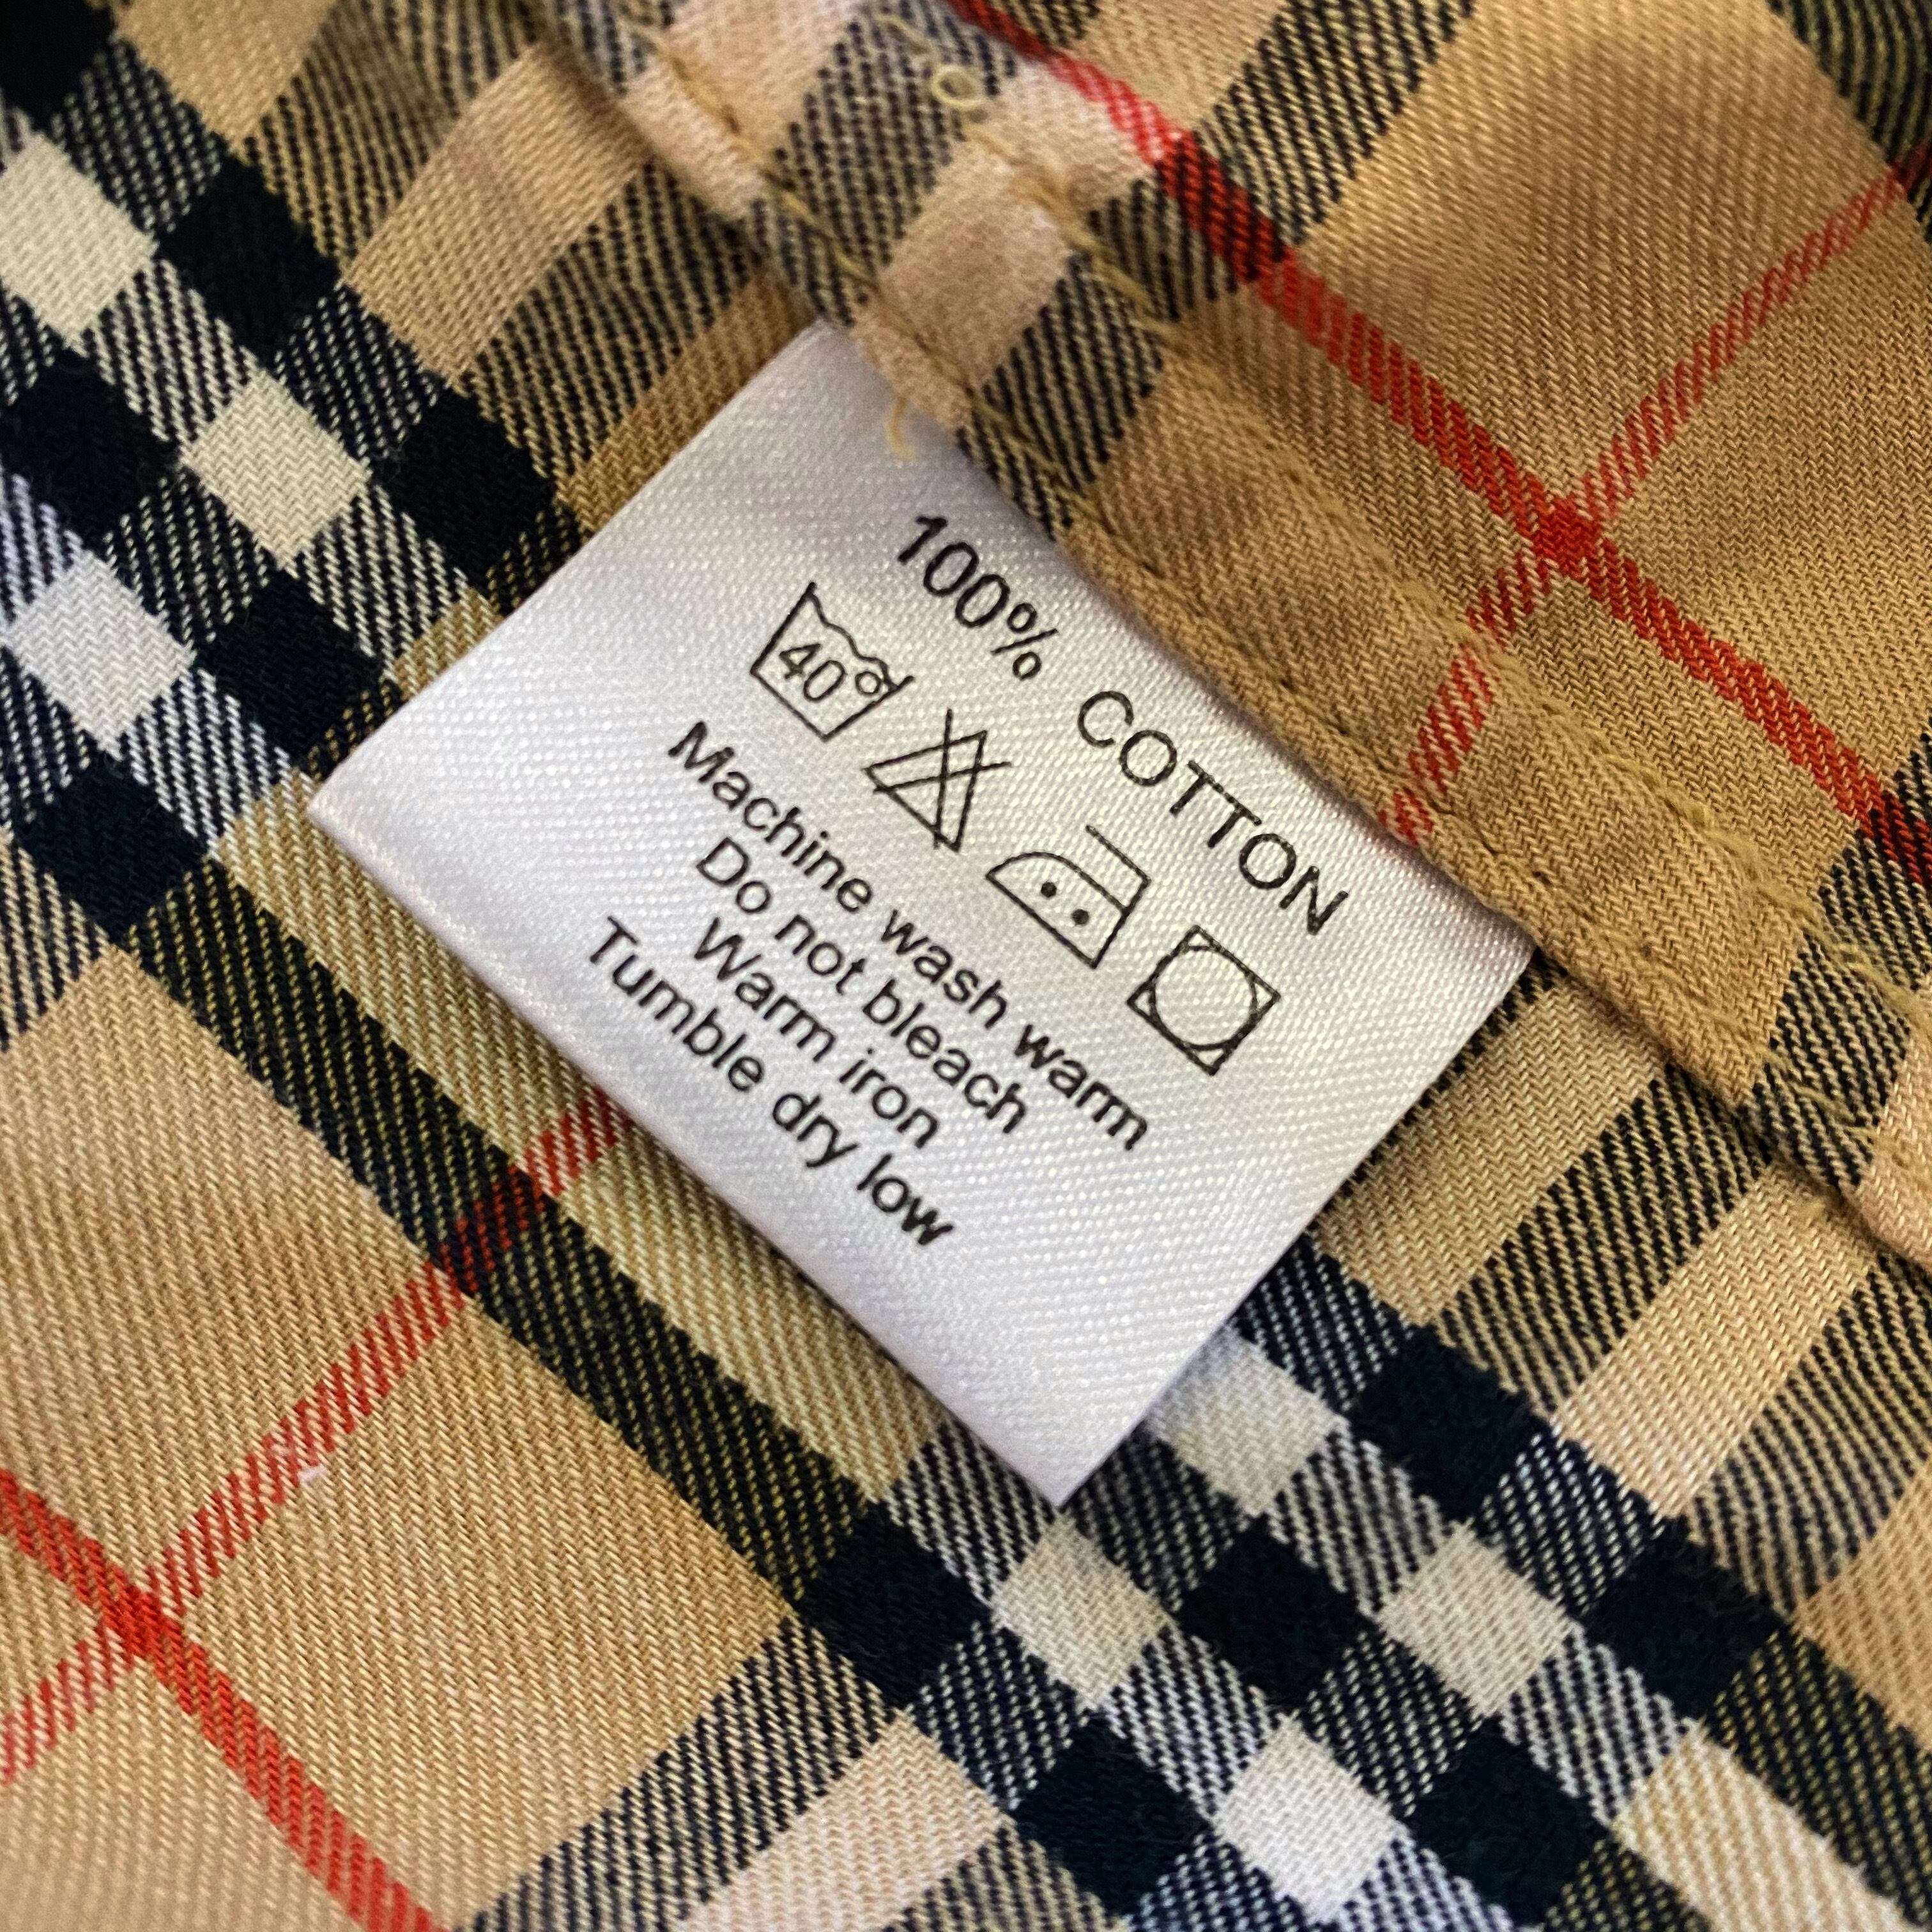 100% COTTON
40°
Machine wash warm
Do not bleach
Warm iron
Tumble dry low